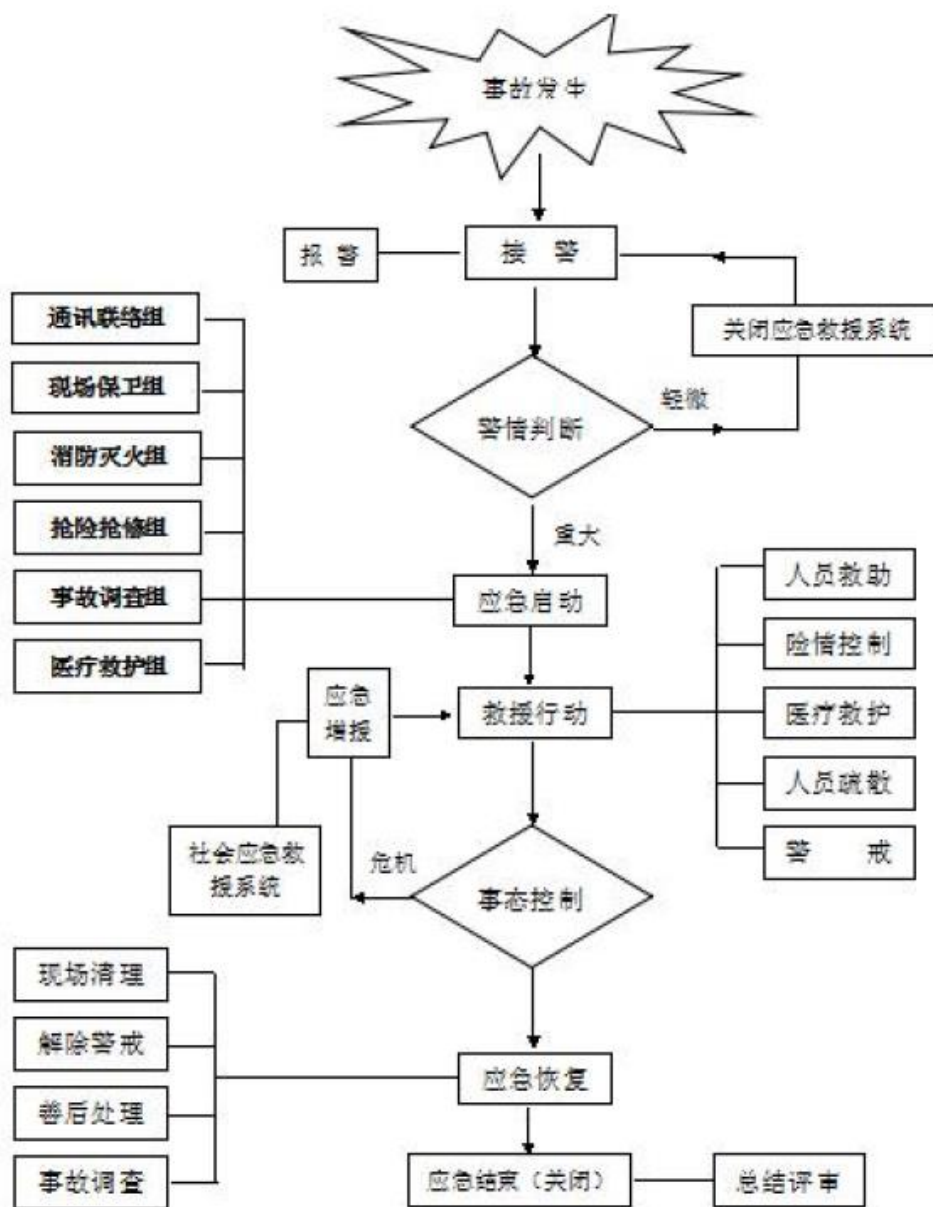 事故发生
报 警
接 警
关闭应急救援系统
通讯联络组
现场保卫组
消防灭火组
抢险抢修组
事故调查组
医疗救护组
警情判断
轻微
重大
应急启动
人员救助
险情控制
医疗救护
人员疏散
警 戒
应急
增援
救援行动
社会应急救
援系统
危机
事态控制
现场清理
解除警戒
善后处理
事故调查
应急恢复
应急结束（关闭）
总结评审